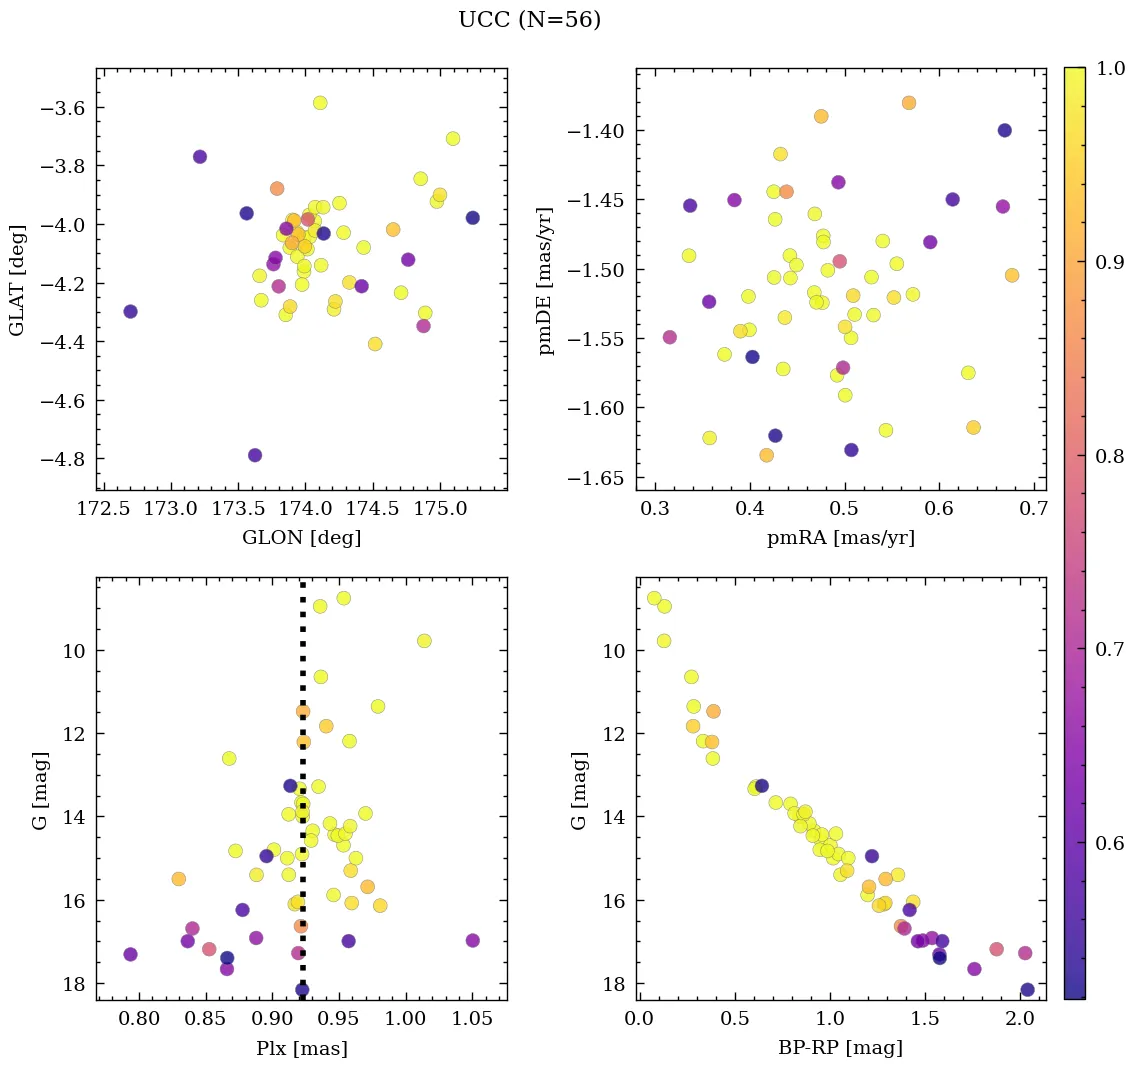 UCC (N=56)
−3.6
−3.8
−4.0
−4.2
−4.4
−4.6
−4.8
GLAT [deg]
172.5 173.0 173.5 174.0 174.5 175.0
GLON [deg]
−1.40
−1.45
−1.50
−1.55
−1.60
−1.65
pmDE [mas/yr]
0.3 0.4 0.5 0.6 0.7
pmRA [mas/yr]
1.0
0.9
0.8
0.7
0.6
10
12
14
16
18
G [mag]
0.80 0.85 0.90 0.95 1.00 1.05
Plx [mas]
10
12
14
16
18
G [mag]
0.0 0.5 1.0 1.5 2.0
BP-RP [mag]